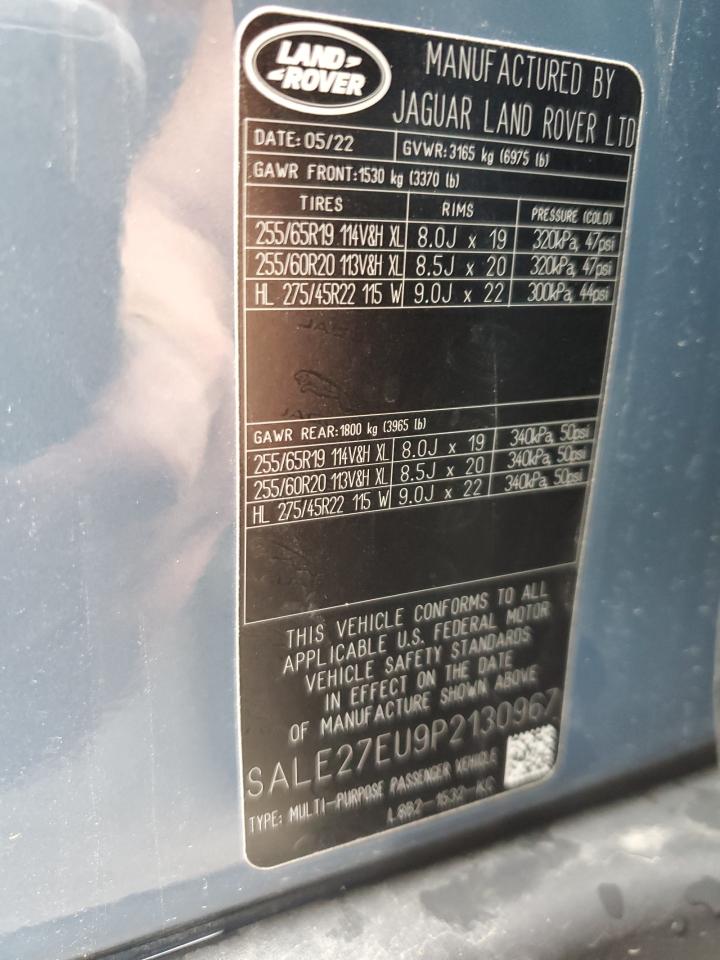 LAND
ROVER
MANUFACTURED BY
JAGUAR LAND ROVER LTD
DATE: 05/22 GVWR: 3165 kg (6975 lb)
GAWR FRONT: 1530 kg (3370 lb)
TIRES RIMS PRESSURE (COLD)
255/65R19 114V&H XL 8.0J x 19 320kPa, 47psi
255/60R20 113V&H XL 8.5J x 20 320kPa, 47psi
HL 275/45R22 115 W 9.0J x 22 300kPa, 44psi
GAWR REAR: 1800 kg (3965 lb)
255/65R19 114V&H XL 8.0J x 19 340kPa, 50psi
255/60R20 113V&H XL 8.5J x 20 340kPa, 50psi
HL 275/45R22 115 W 9.0J x 22 340kPa, 50psi
THIS VEHICLE CONFORMS TO ALL
APPLICABLE U.S. FEDERAL MOTOR
VEHICLE SAFETY STANDARDS
IN EFFECT ON THE DATE
OF MANUFACTURE SHOWN ABOVE
SALE27EU9P2130967
TYPE: MULTI-PURPOSE PASSENGER VEHICLE